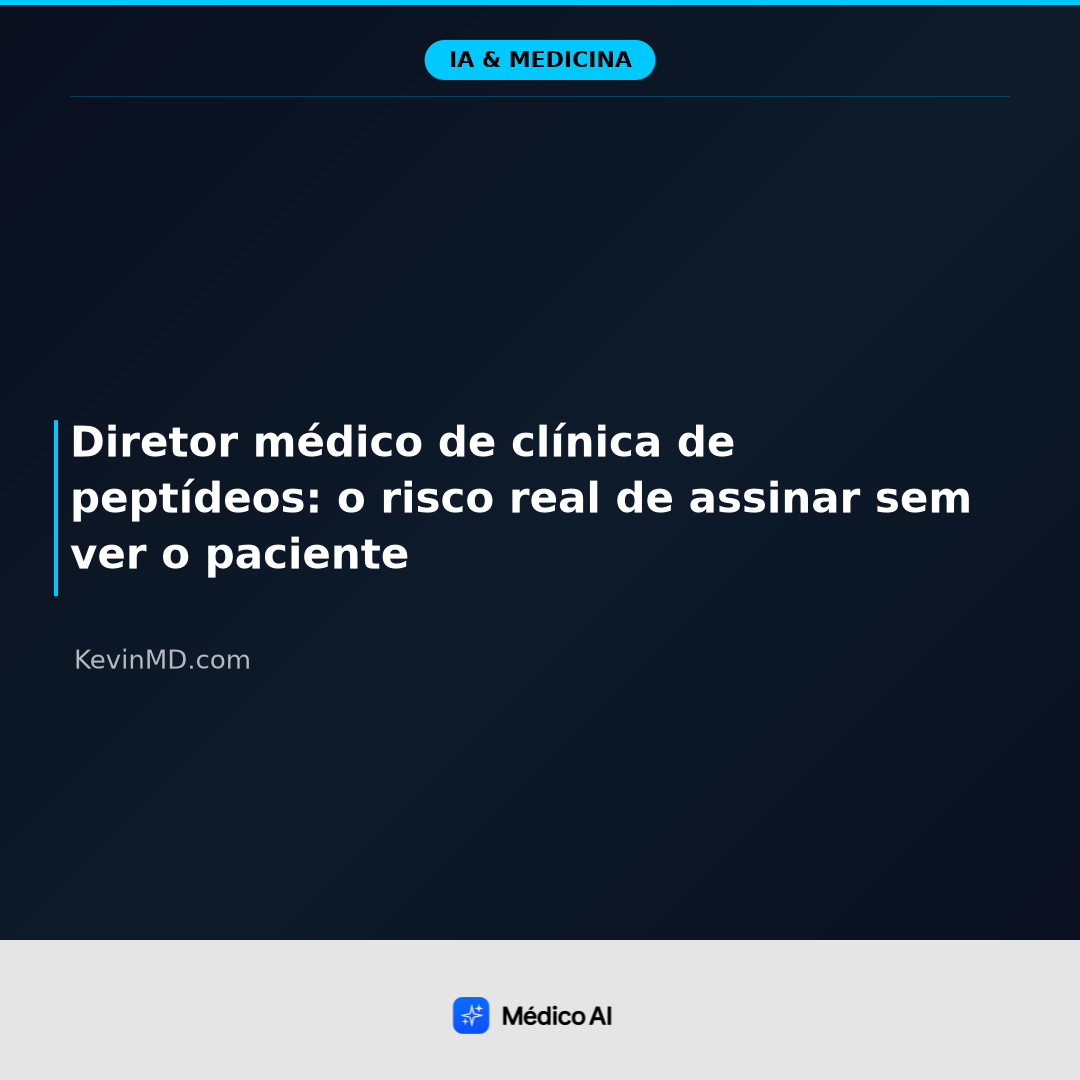 IA & MEDICINA
Diretor médico de clínica de
peptídeos: o risco real de assinar sem
ver o paciente
KevinMD.com
Médico AI